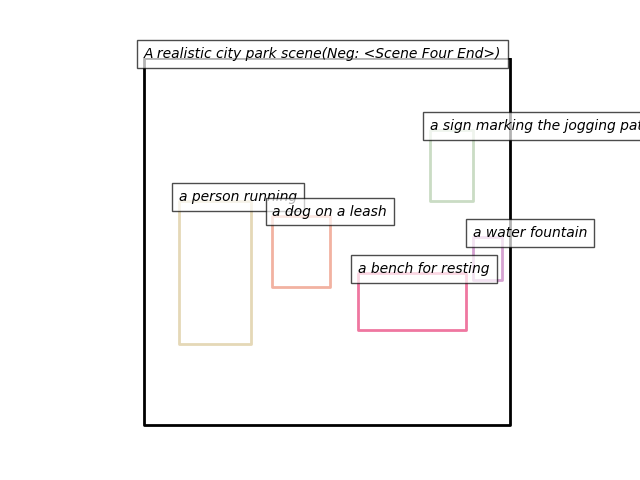 A realistic city park scene(Neg: <Scene Four End>)
a sign marking the jogging pat
a person running
a dog on a leash
a water fountain
a bench for resting